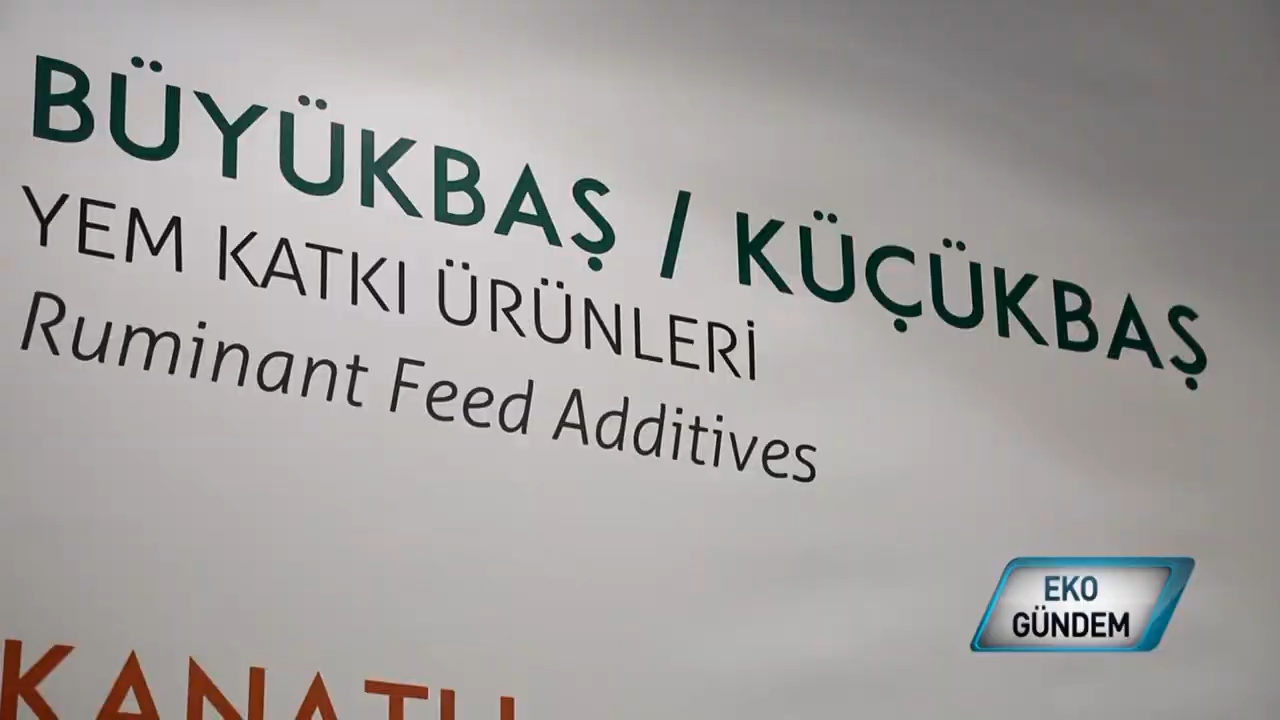 BÜYÜKBAŞ / KÜÇÜKBAŞ
YEM KATKI ÜRÜNLERİ
Ruminant Feed Additives
EKO
GÜNDEM